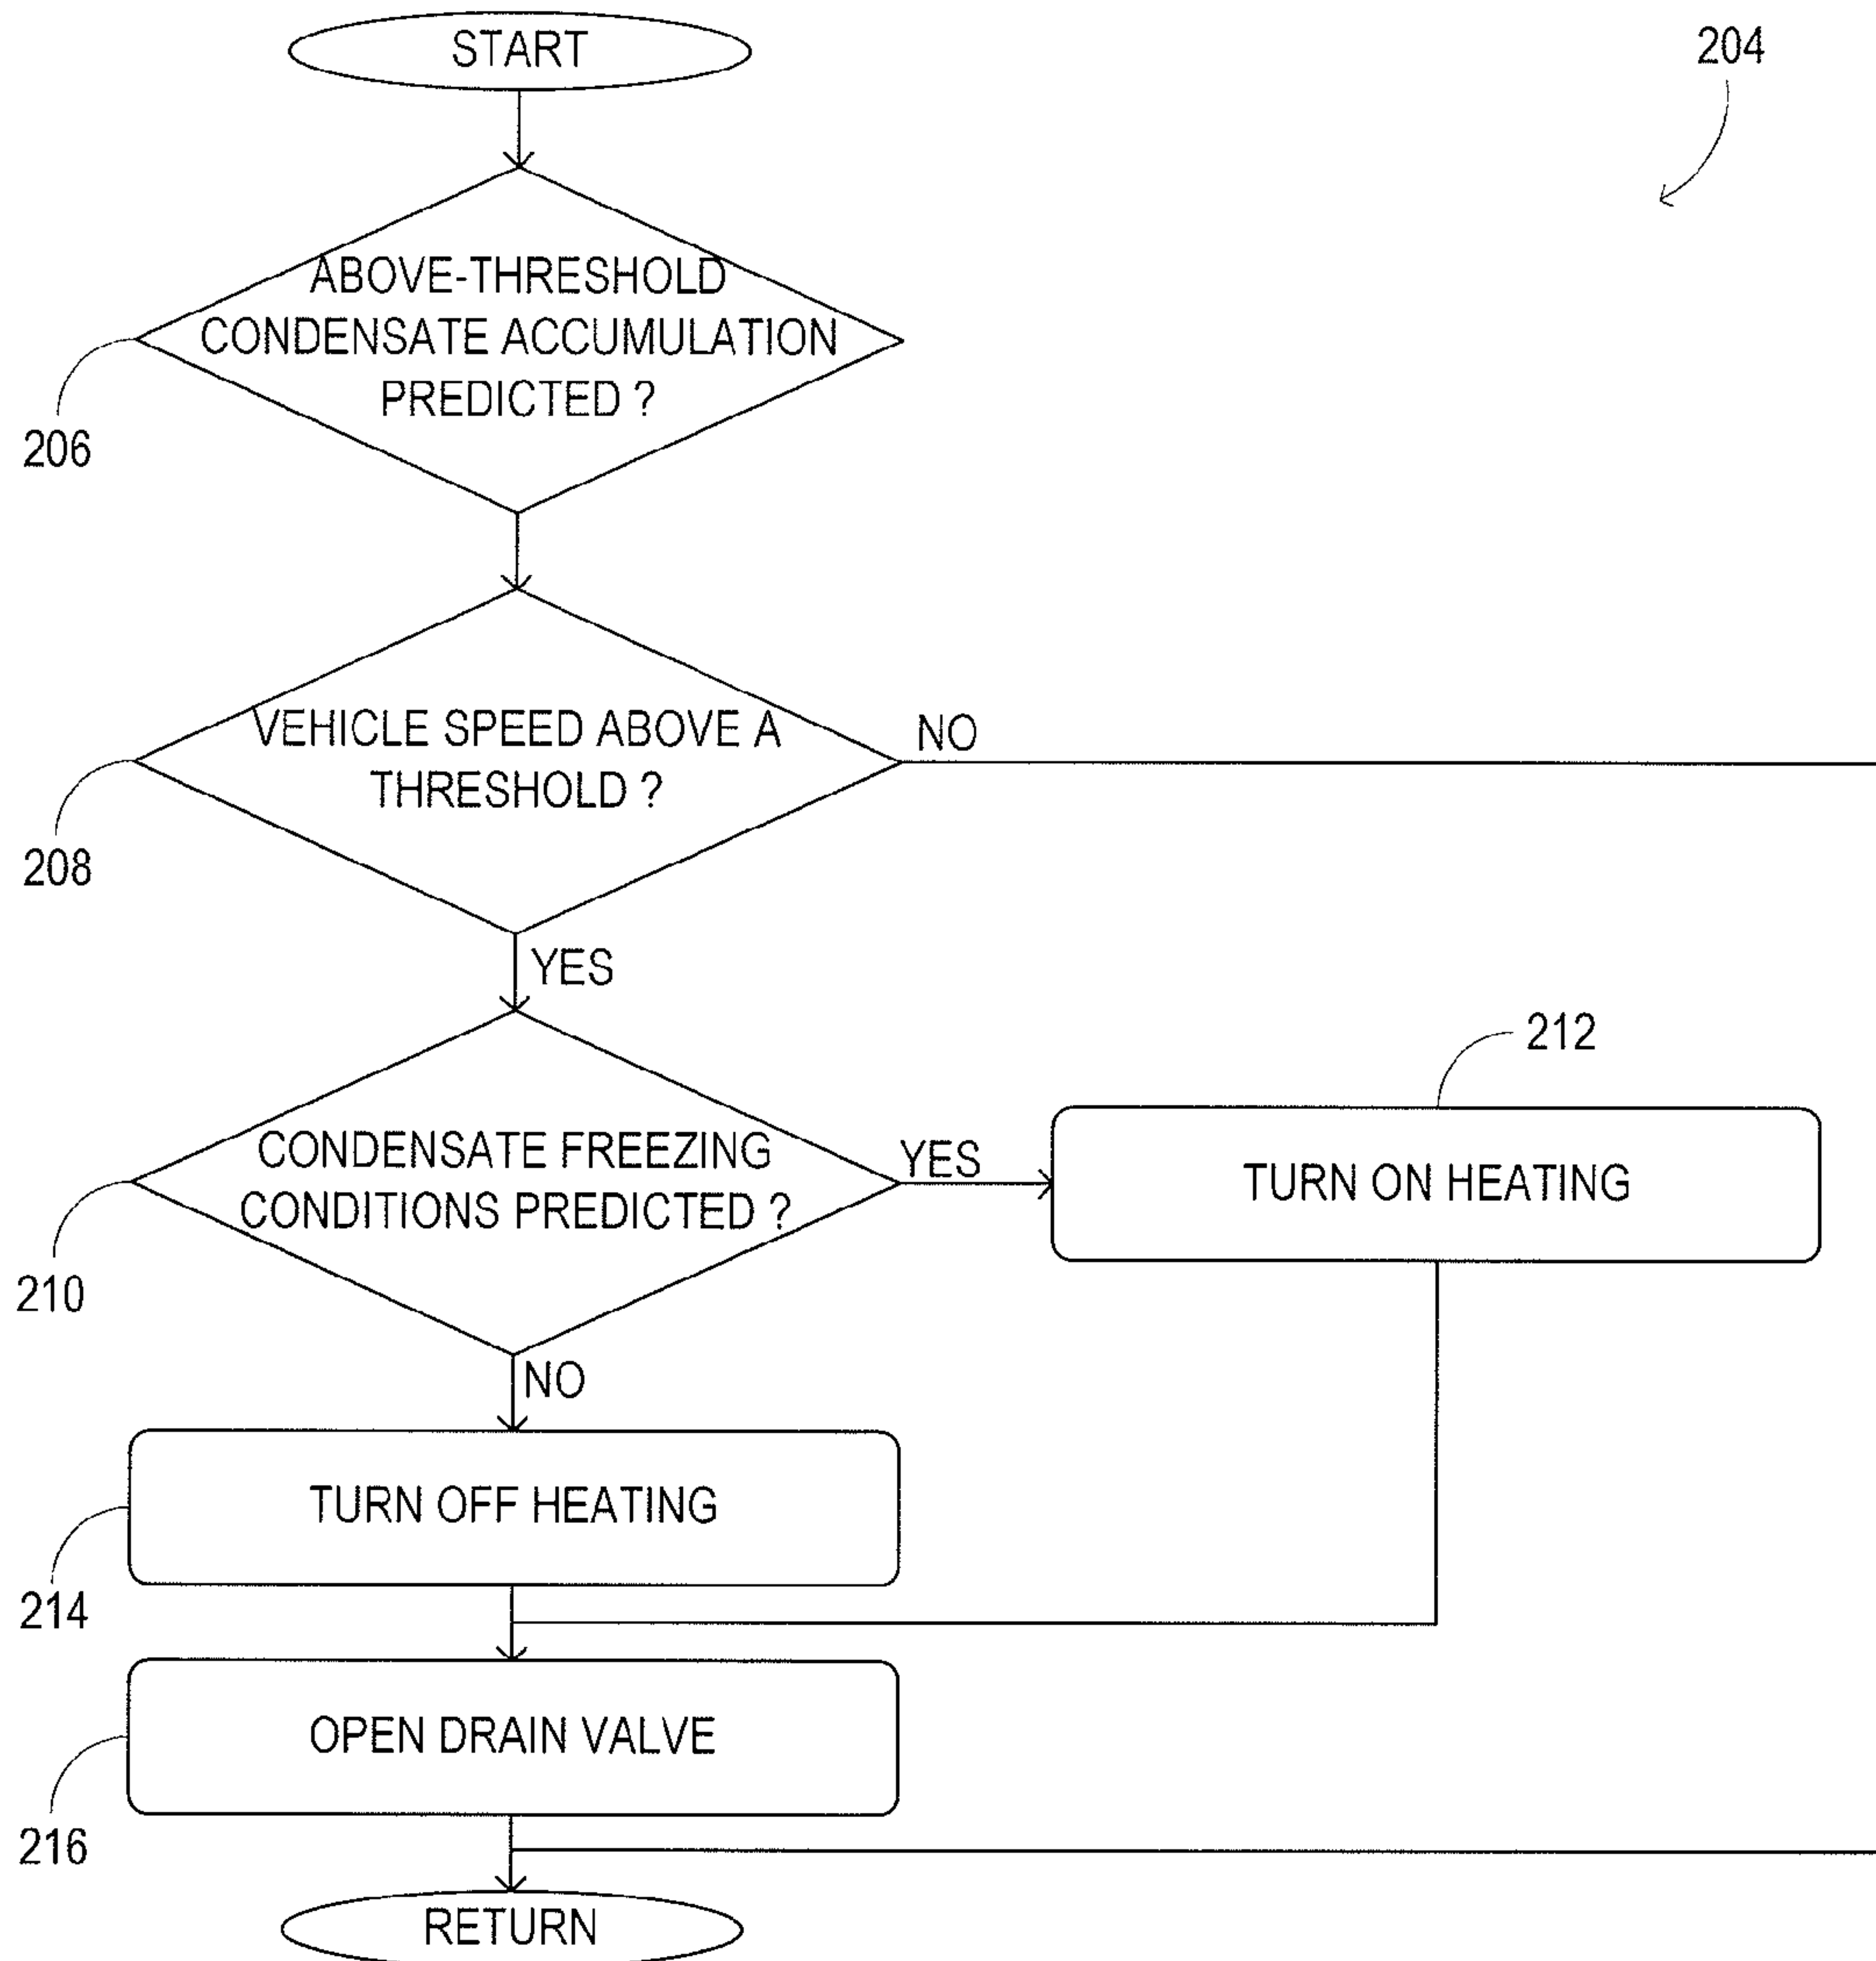 START
204
ABOVE-THRESHOLD
CONDENSATE ACCUMULATION
PREDICTED ?
206
VEHICLE SPEED ABOVE A
THRESHOLD ?
NO
208
YES
212
CONDENSATE FREEZING
CONDITIONS PREDICTED ?
YES
TURN ON HEATING
210
NO
TURN OFF HEATING
214
OPEN DRAIN VALVE
216
RETURN